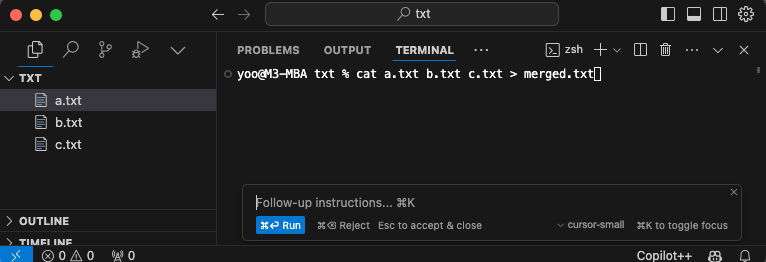 txt
PROBLEMS OUTPUT TERMINAL ··· zsh
TXT
a.txt
b.txt
c.txt
yoo@M3-MBA txt % cat a.txt b.txt c.txt > merged.txt
Follow-up instructions... ⌘K
⌘⏎ Run ⌘⌫ Reject Esc to accept & close cursor-small ⌘K to toggle focus
OUTLINE
TIMELINE
0 0 0 Copilot++